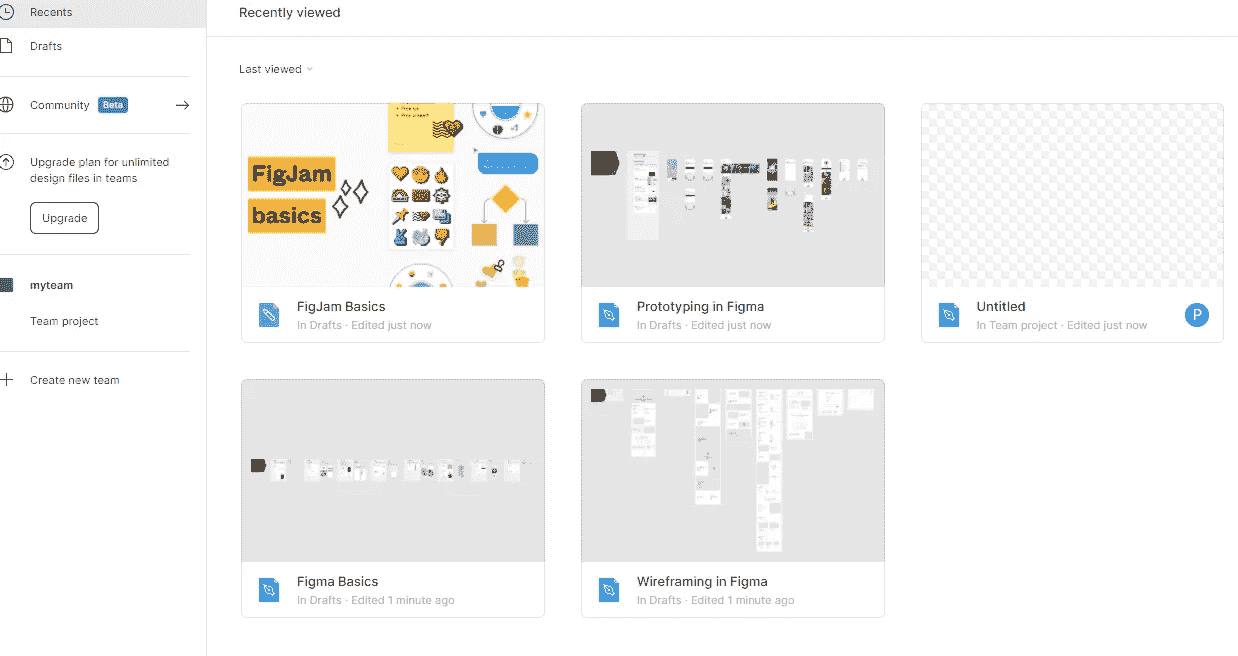 Recents
Drafts
Community Beta
Upgrade plan for unlimited
design files in teams
Upgrade
myteam
Team project
Create new team
Recently viewed
Last viewed
FigJam
basics
FigJam Basics
In Drafts · Edited just now
Prototyping in Figma
In Drafts · Edited just now
Untitled
In Team project · Edited just now
P
Figma Basics
In Drafts · Edited 1 minute ago
Wireframing in Figma
In Drafts · Edited 1 minute ago